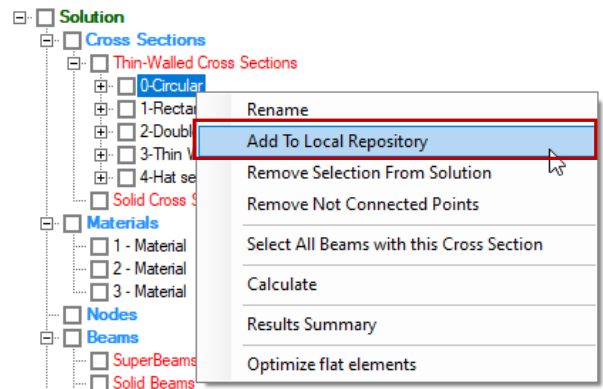 Solution
Cross Sections
Thin-Walled Cross Sections
0-Circular
1-Recta
2-Doubl
3-Thin
4-Hat se
Solid Cross
Materials
1 - Material
2 - Material
3 - Material
Nodes
Beams
SuperBeams
Solid Beams
Rename
Add To Local Repository
Remove Selection From Solution
Remove Not Connected Points
Select All Beams with this Cross Section
Calculate
Results Summary
Optimize flat elements